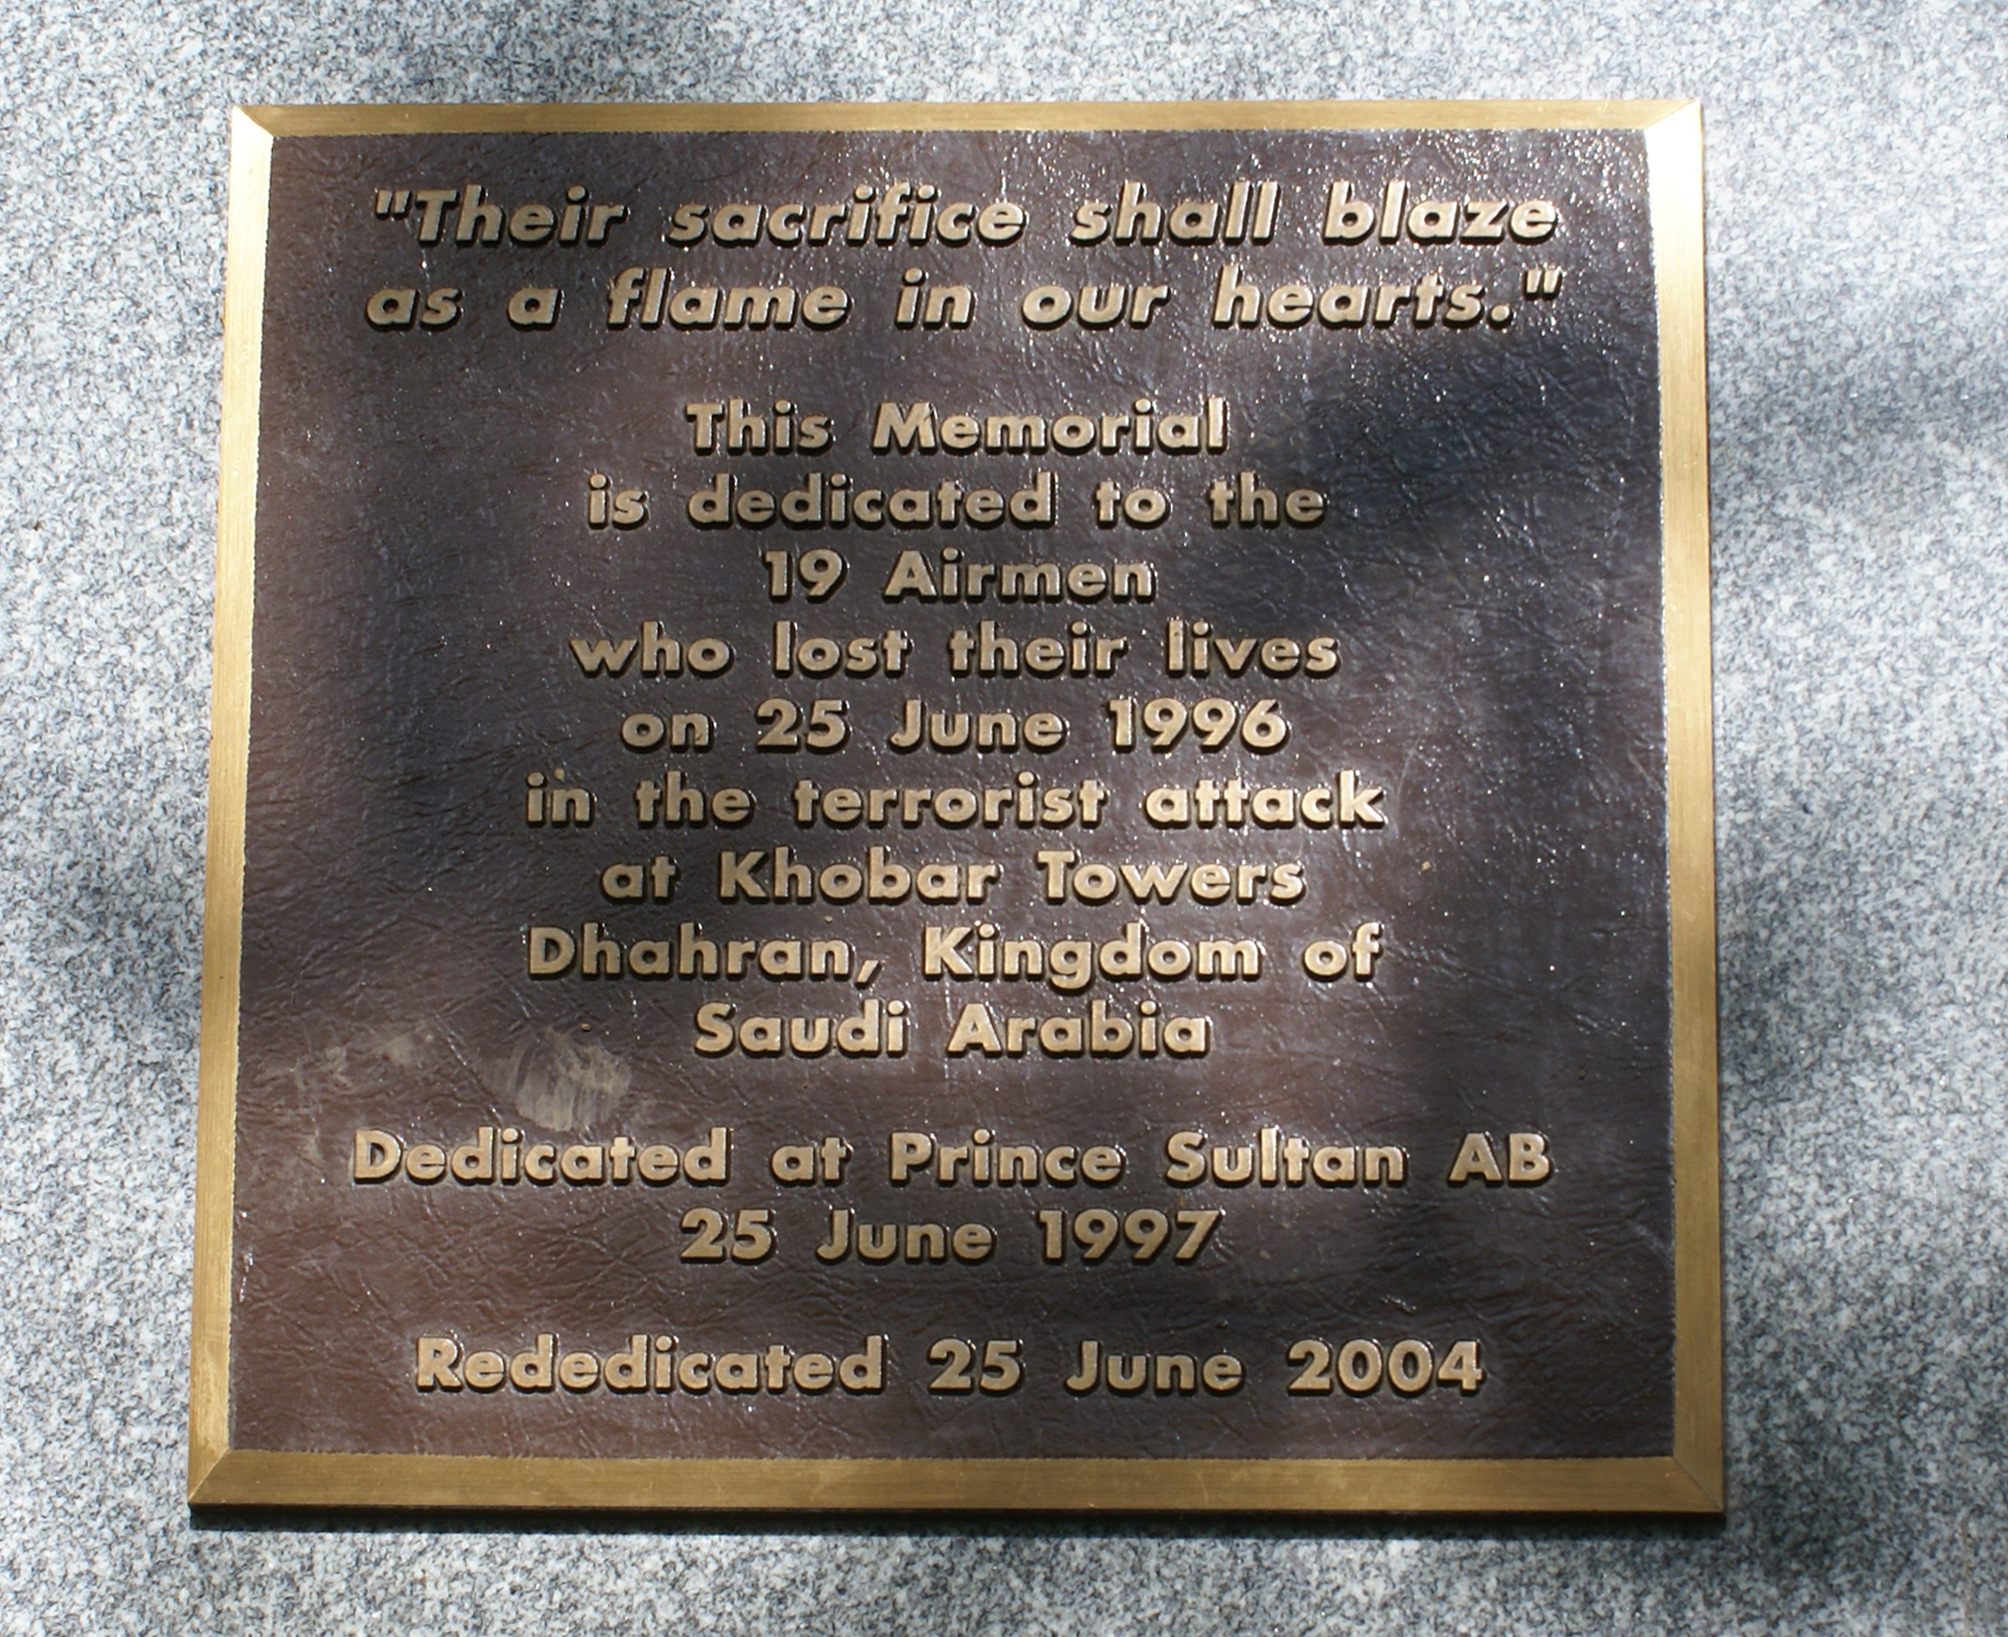 "Their sacrifice shall blaze
as a flame in our hearts."
This Memorial
is dedicated to the
19 Airmen
who lost their lives
on 25 June 1996
in the terrorist attack
at Khobar Towers
Dhahran, Kingdom of
Saudi Arabia
Dedicated at Prince Sultan AB
25 June 1997
Rededicated 25 June 2004